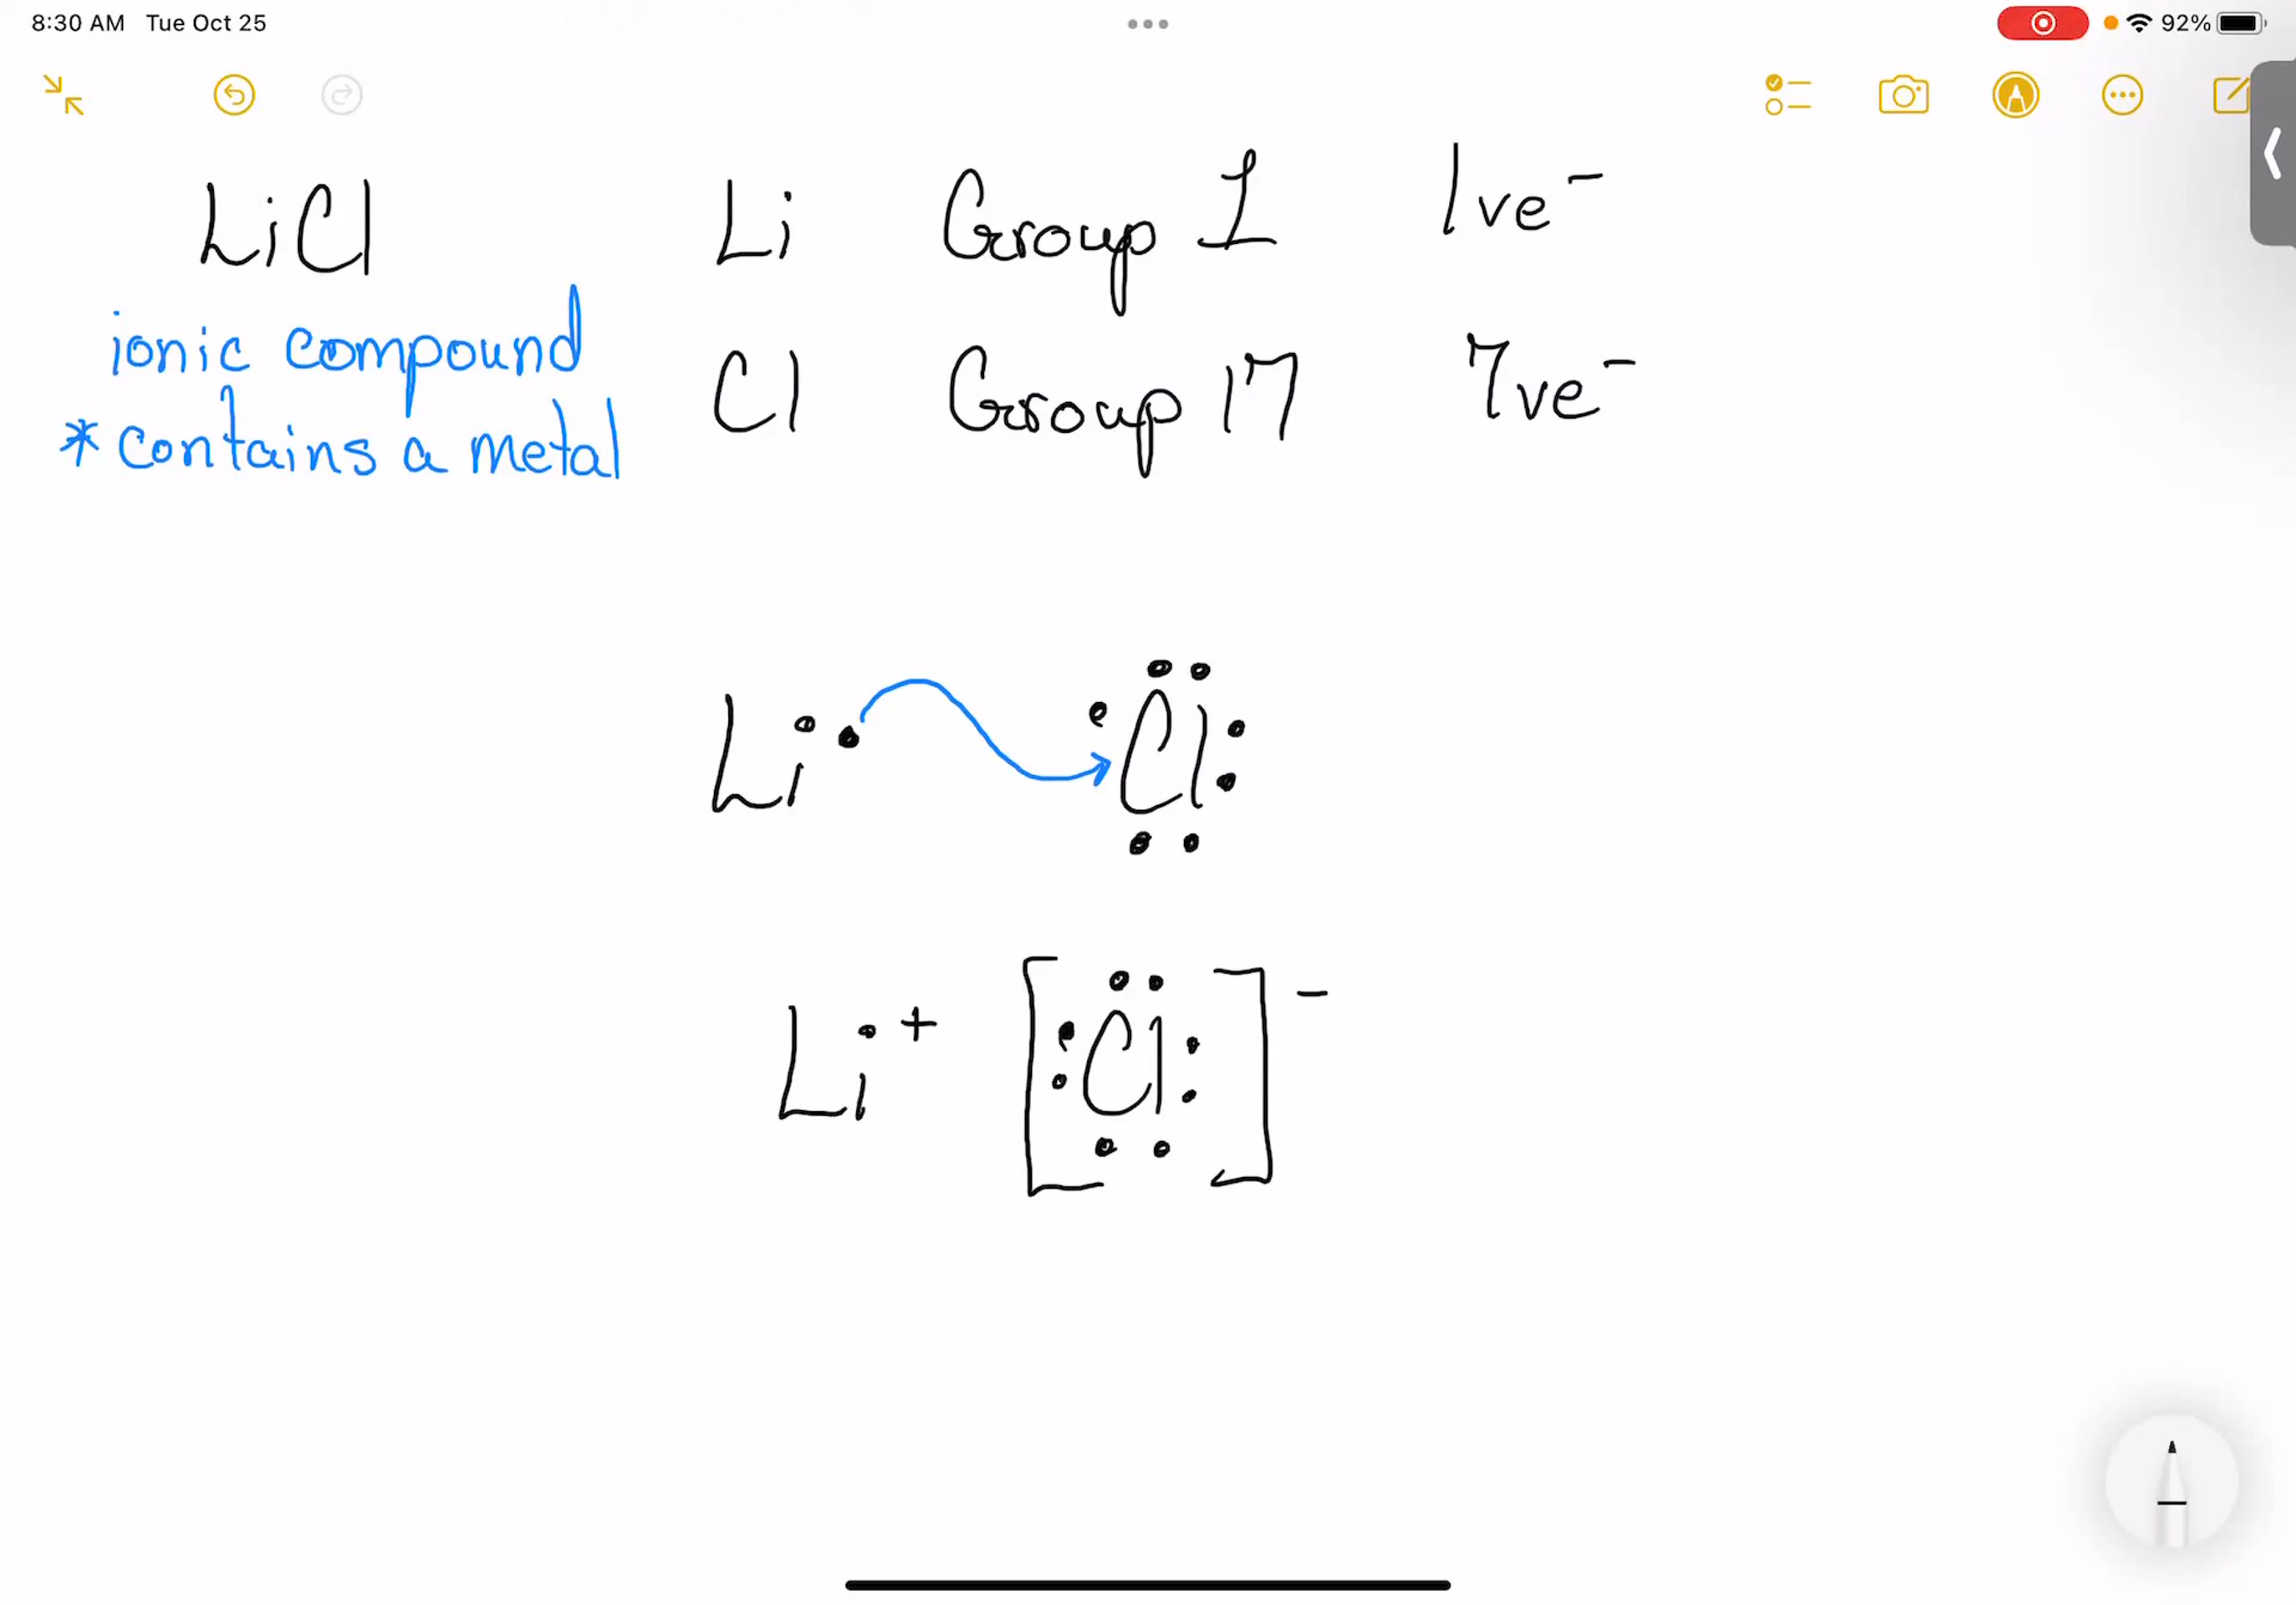 8:30 AM Tue Oct 25 92%
LiCl Li Group 1 1ve⁻
ionic compound
Cl Group 17 7ve⁻
*contains a metal
Li Cl
Li + [Cl] −